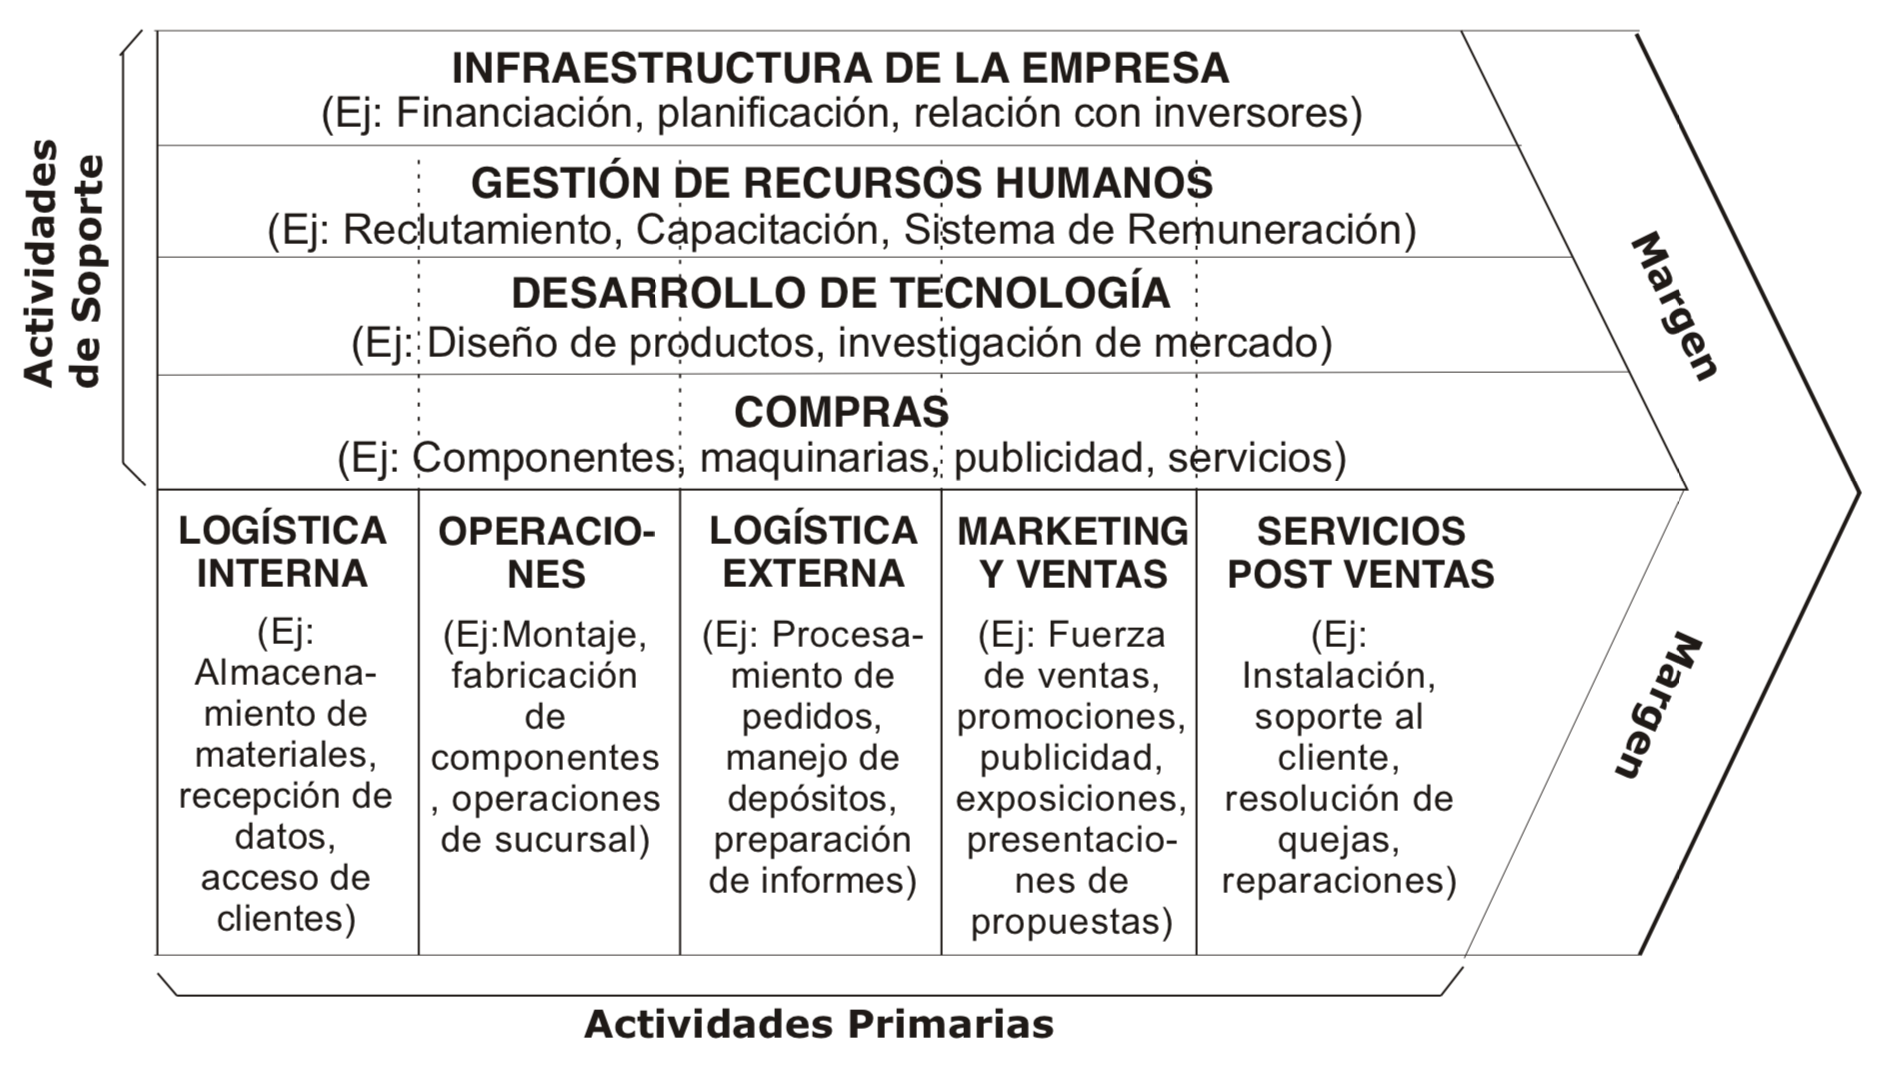 Actividades
de Soporte
INFRAESTRUCTURA DE LA EMPRESA
(Ej: Financiación, planificación, relación con inversores)
GESTIÓN DE RECURSOS HUMANOS
(Ej: Reclutamiento, Capacitación, Sistema de Remuneración)
DESARROLLO DE TECNOLOGÍA
(Ej: Diseño de productos, investigación de mercado)
COMPRAS
(Ej: Componentes, maquinarias, publicidad, servicios)
Margen
LOGÍSTICA
INTERNA
(Ej:
Almacena-
miento de
materiales,
recepción de
datos,
acceso de
clientes)
OPERACIO-
NES
(Ej:Montaje,
fabricación
de
componentes
, operaciones
de sucursal)
LOGÍSTICA
EXTERNA
(Ej: Procesa-
miento de
pedidos,
manejo de
depósitos,
preparación
de informes)
MARKETING
Y VENTAS
(Ej: Fuerza
de ventas,
promociones,
publicidad,
exposiciones,
presentacio-
nes de
propuestas)
SERVICIOS
POST VENTAS
(Ej:
Instalación,
soporte al
cliente,
resolución de
quejas,
reparaciones)
Margen
Actividades Primarias